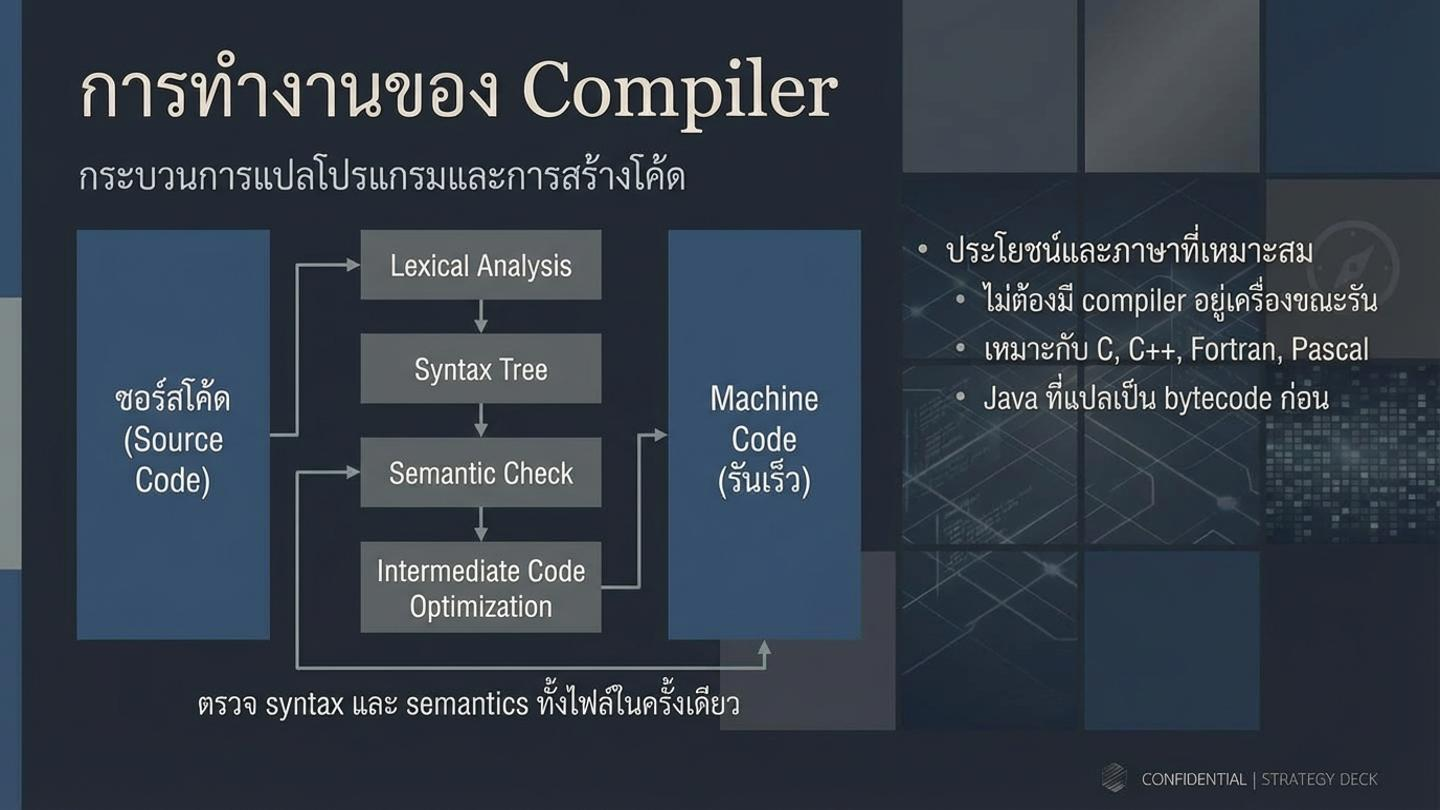 การทำงานของ Compiler
กระบวนการแปลโปรแกรมและการสร้างโค้ด
ซอร์สโค้ด
(Source
Code)
Lexical Analysis
Syntax Tree
Semantic Check
Intermediate Code
Optimization
Machine
Code
(รันเร็ว)
ตรวจ syntax และ semantics ทั้งไฟล์ในครั้งเดียว
• ประโยชน์และภาษาที่เหมาะสม
• ไม่ต้องมี compiler อยู่เครื่องขณะรัน
• เหมาะกับ C, C++, Fortran, Pascal
• Java ที่แปลเป็น bytecode ก่อน
CONFIDENTIAL | STRATEGY DECK